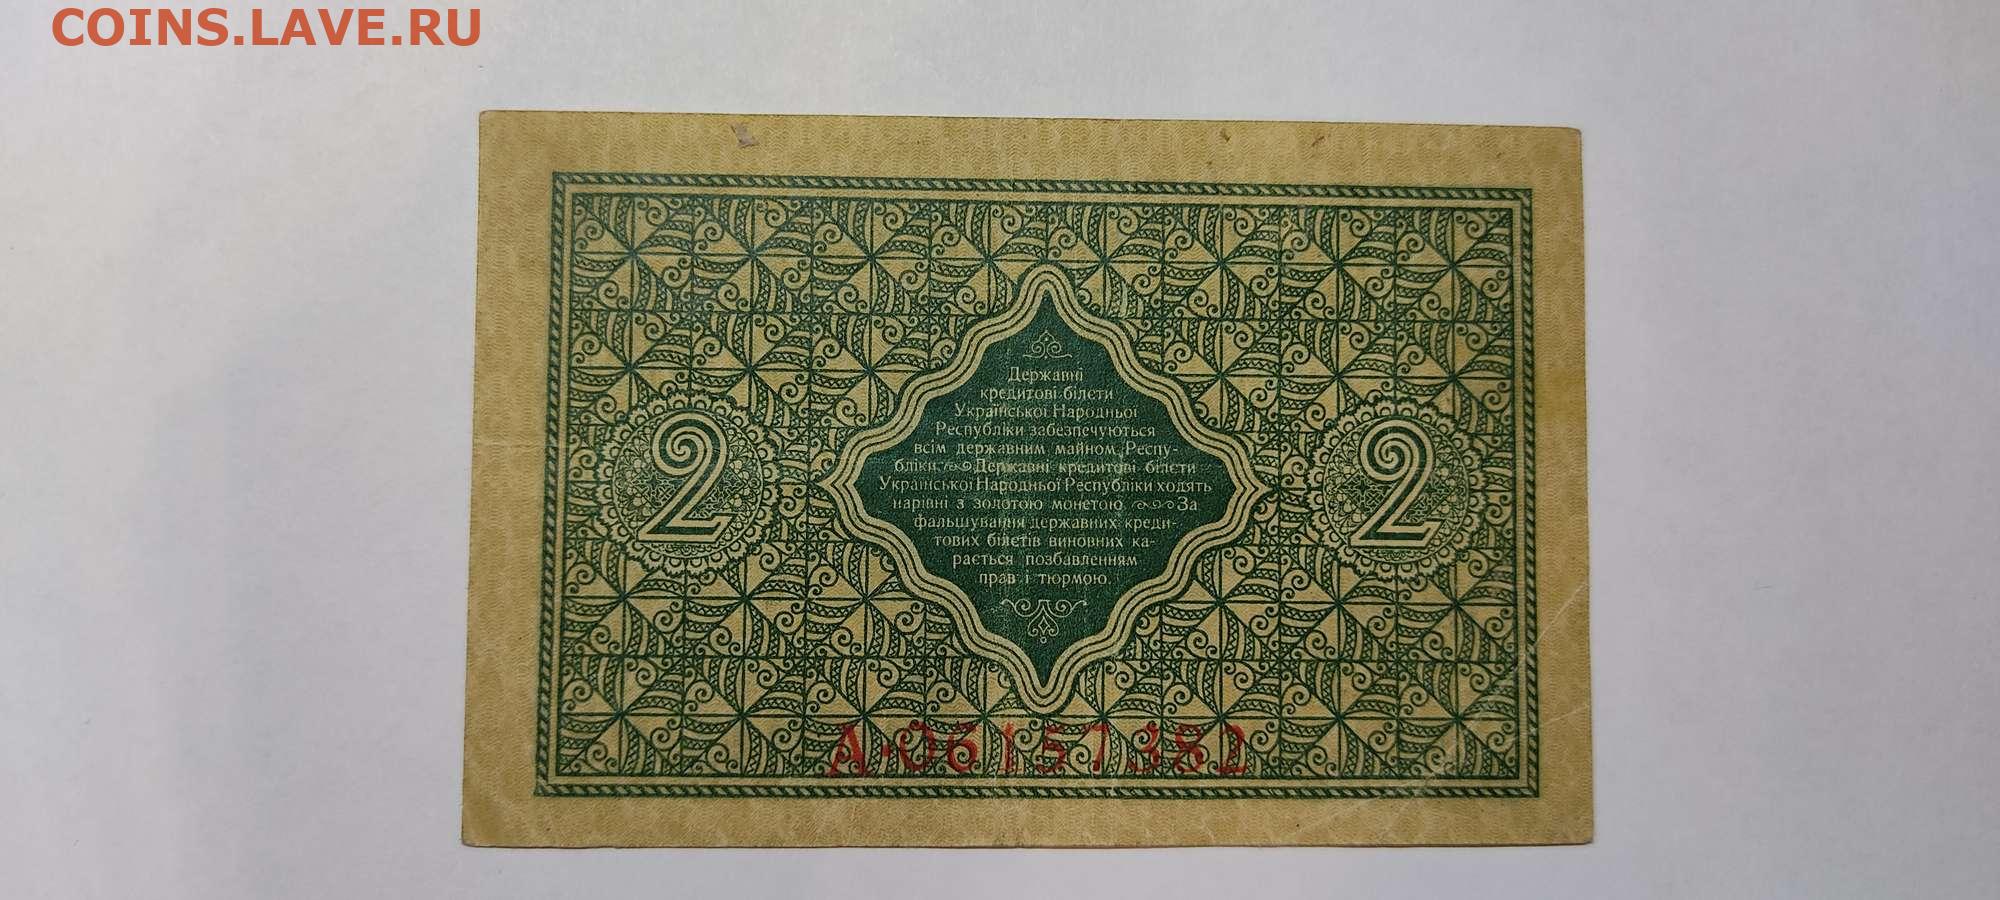 COINS.LAVE.RU
Державні
кредитові білети
Української Народньої
Республіки забезпечуються
всім державним майном Респу-
бліки. Державні кредитові білети
Української Народньої Республіки ходять
нарівні з золотою монетою За
фальшування державних креди-
тових білєтів виновних ка-
рається позбавленням
прав і тюрмою.
2
2
А·06157382